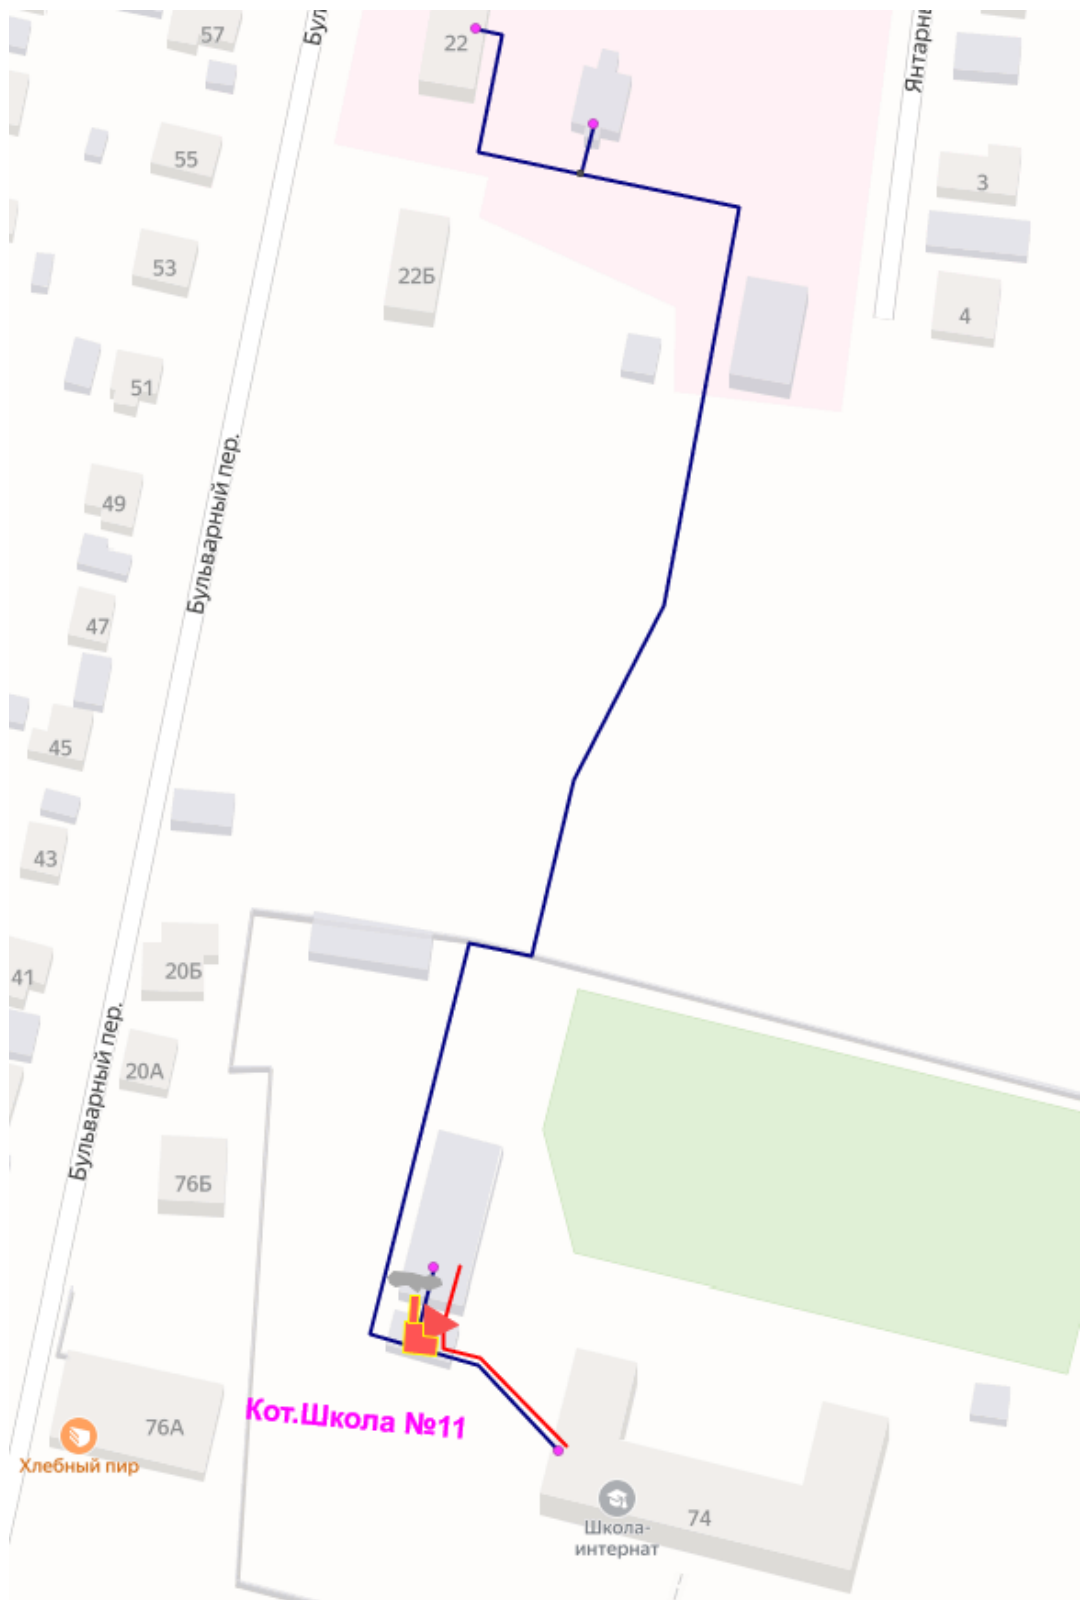 57
Бул
22
Янтарн
55
3
53
22Б
4
51
Бульварный пер.
49
47
45
43
41
20Б
Бульварный пер.
20А
76Б
Кот.Школа №11
76А
Хлебный пир
74
Школа-
интернат